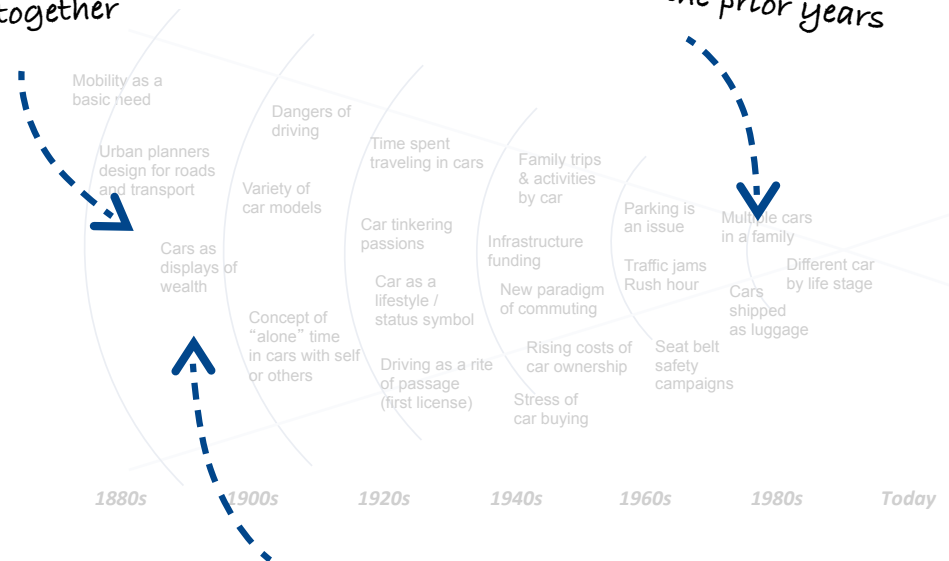 together
the prior years
Mobility as a
basic need
Urban planners
design for roads
and transport
Cars as
displays of
wealth
Dangers of
driving
Variety of
car models
Concept of
“alone” time
in cars with self
or others
Time spent
traveling in cars
Car tinkering
passions
Car as a
lifestyle /
status symbol
Driving as a rite
of passage
(first license)
Family trips
& activities
by car
Infrastructure
funding
New paradigm
of commuting
Rising costs of
car ownership
Stress of
car buying
Parking is
an issue
Traffic jams
Rush hour
Seat belt
safety
campaigns
Multiple cars
in a family
Different car
by life stage
Cars
shipped
as luggage
1880s 1900s 1920s 1940s 1960s 1980s Today